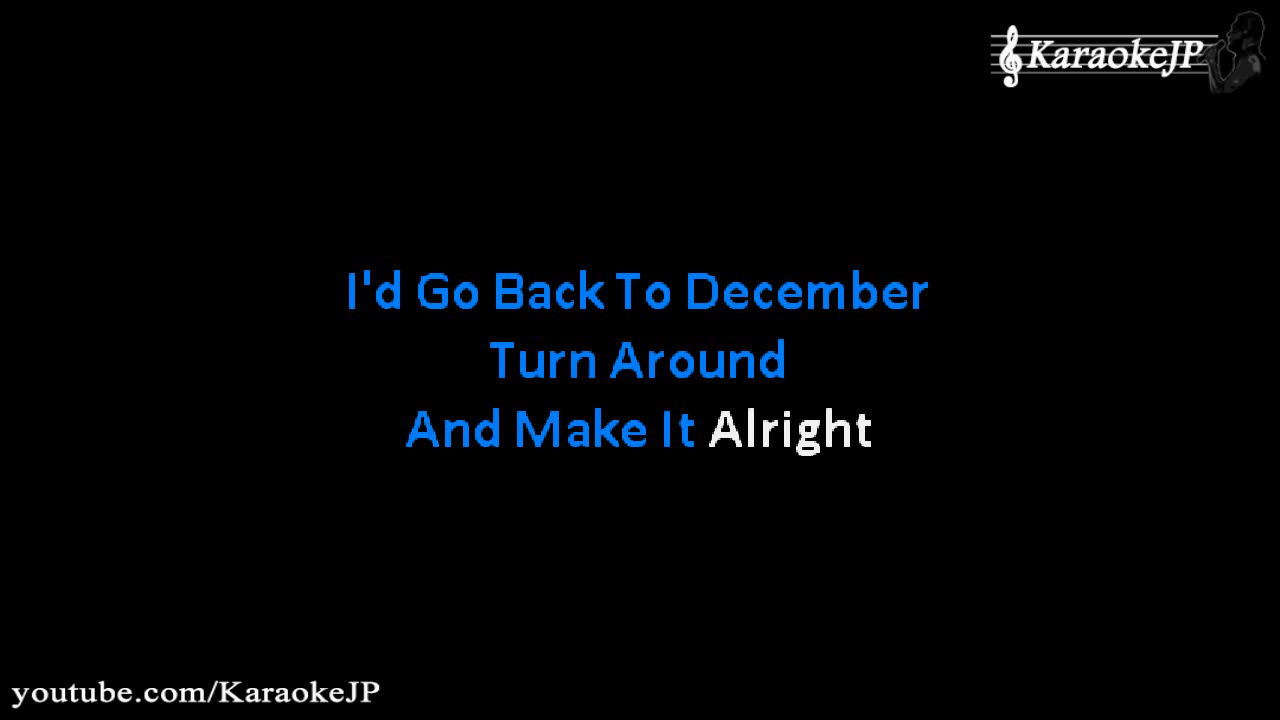 KaraokeJP
I'd Go Back To December
Turn Around
And Make It Alright
youtube.com/KaraokeJP